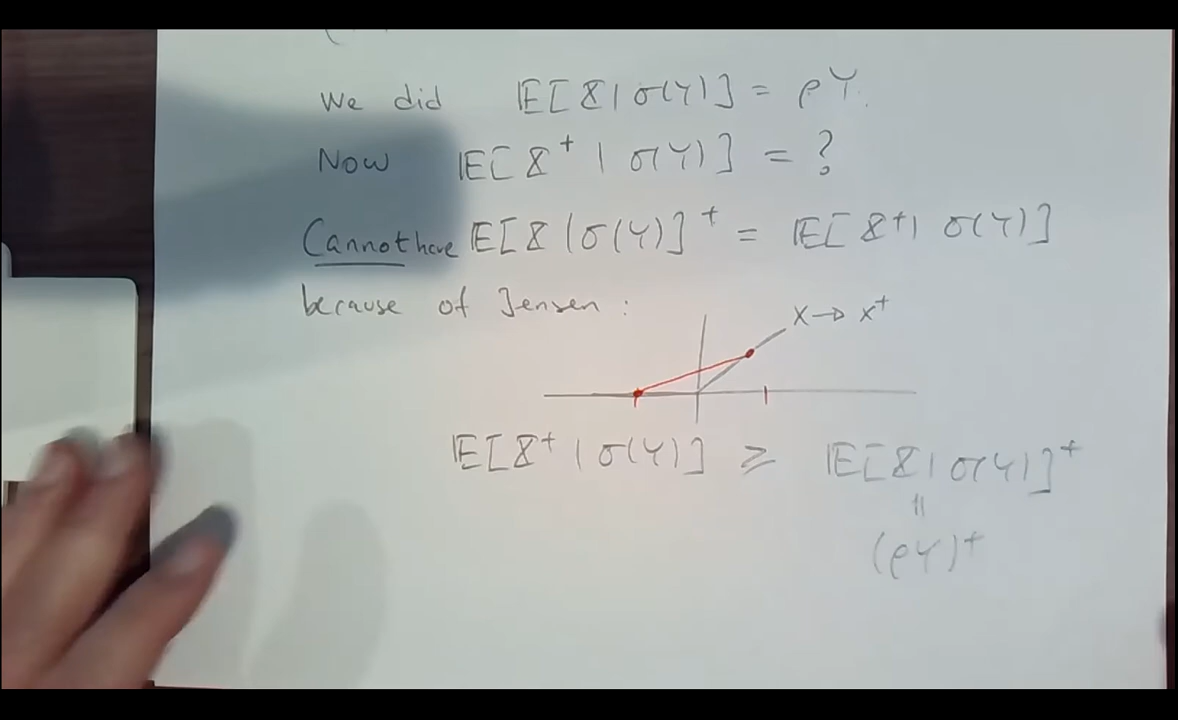 We did 𝔼[X|σ(Y)] = ρY.
Now 𝔼[X⁺ | σ(Y)] = ?
Cannot have 𝔼[X|σ(Y)]⁺ = 𝔼[X⁺| σ(Y)]
because of Jensen :
x → x⁺
𝔼[X⁺ | σ(Y)] ≥ 𝔼[X| σ(Y)]⁺
=
(ρY)⁺